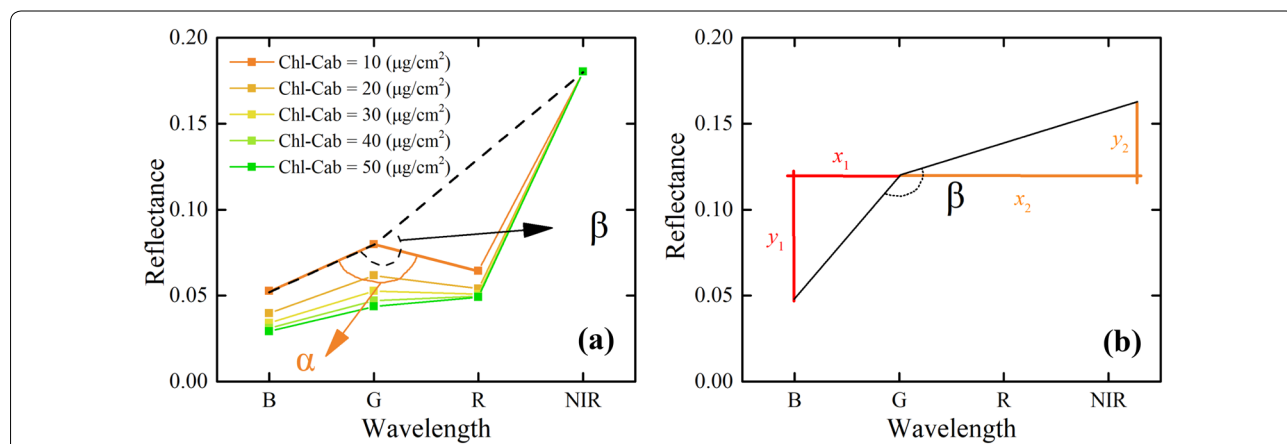 0.20
0.15
0.10
0.05
0.00
Reflectance
Chl-Cab = 10 (μg/cm²)
Chl-Cab = 20 (μg/cm²)
Chl-Cab = 30 (μg/cm²)
Chl-Cab = 40 (μg/cm²)
Chl-Cab = 50 (μg/cm²)
β
α
(a)
B G R NIR
Wavelength
0.20
0.15
0.10
0.05
0.00
Reflectance
x₁
y₂
β
x₂
y₁
(b)
B G R NIR
Wavelength